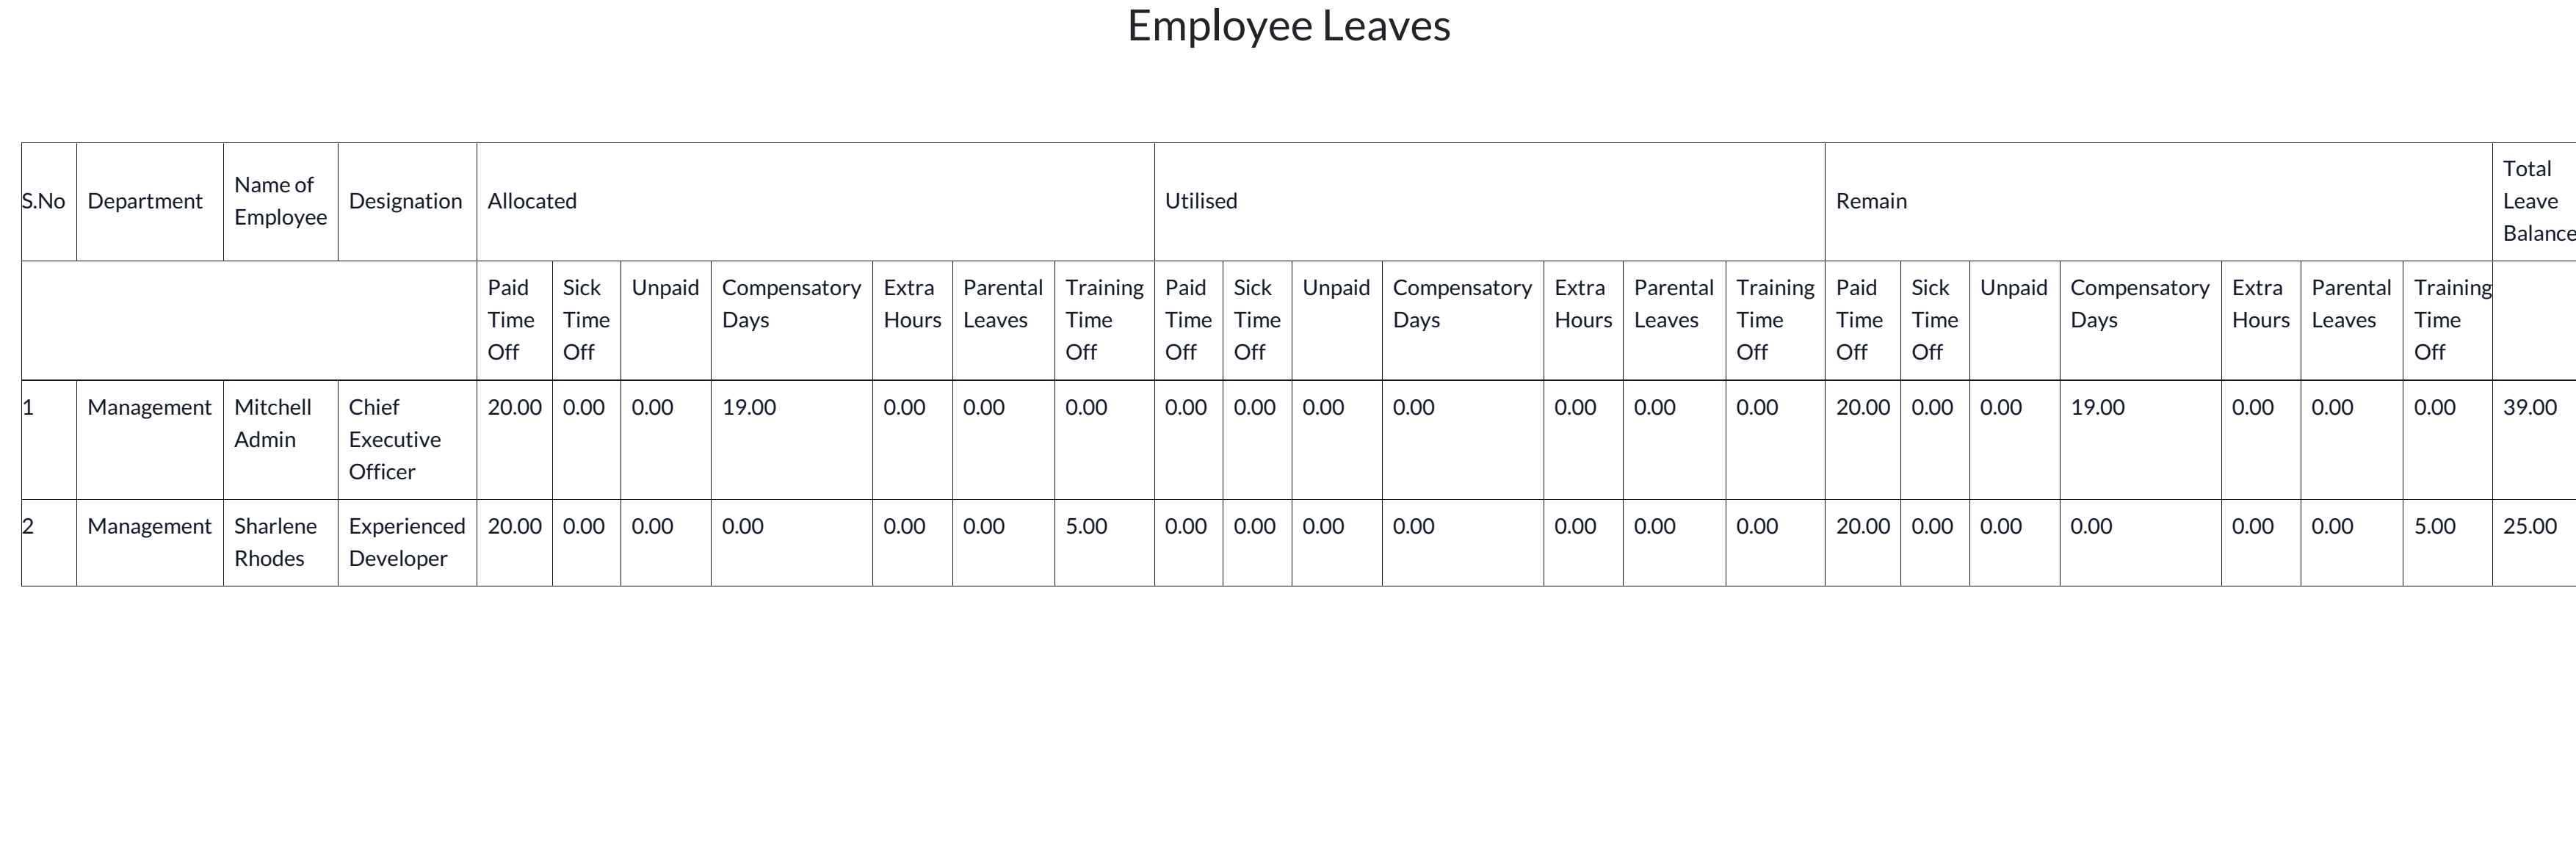 Employee Leaves
S.No Department Name of Employee Designation Allocated Utilised Remain Total Leave Balance
Paid Time Off Sick Time Off Unpaid Compensatory Days Extra Hours Parental Leaves Training Time Off Paid Time Off Sick Time Off Unpaid Compensatory Days Extra Hours Parental Leaves Training Time Off Paid Time Off Sick Time Off Unpaid Compensatory Days Extra Hours Parental Leaves Training Time Off
1 Management Mitchell Admin Chief Executive Officer 20.00 0.00 0.00 19.00 0.00 0.00 0.00 0.00 0.00 0.00 0.00 0.00 0.00 0.00 20.00 0.00 0.00 19.00 0.00 0.00 0.00 39.00
2 Management Sharlene Rhodes Experienced Developer 20.00 0.00 0.00 0.00 0.00 0.00 5.00 0.00 0.00 0.00 0.00 0.00 0.00 0.00 20.00 0.00 0.00 0.00 0.00 0.00 5.00 25.00